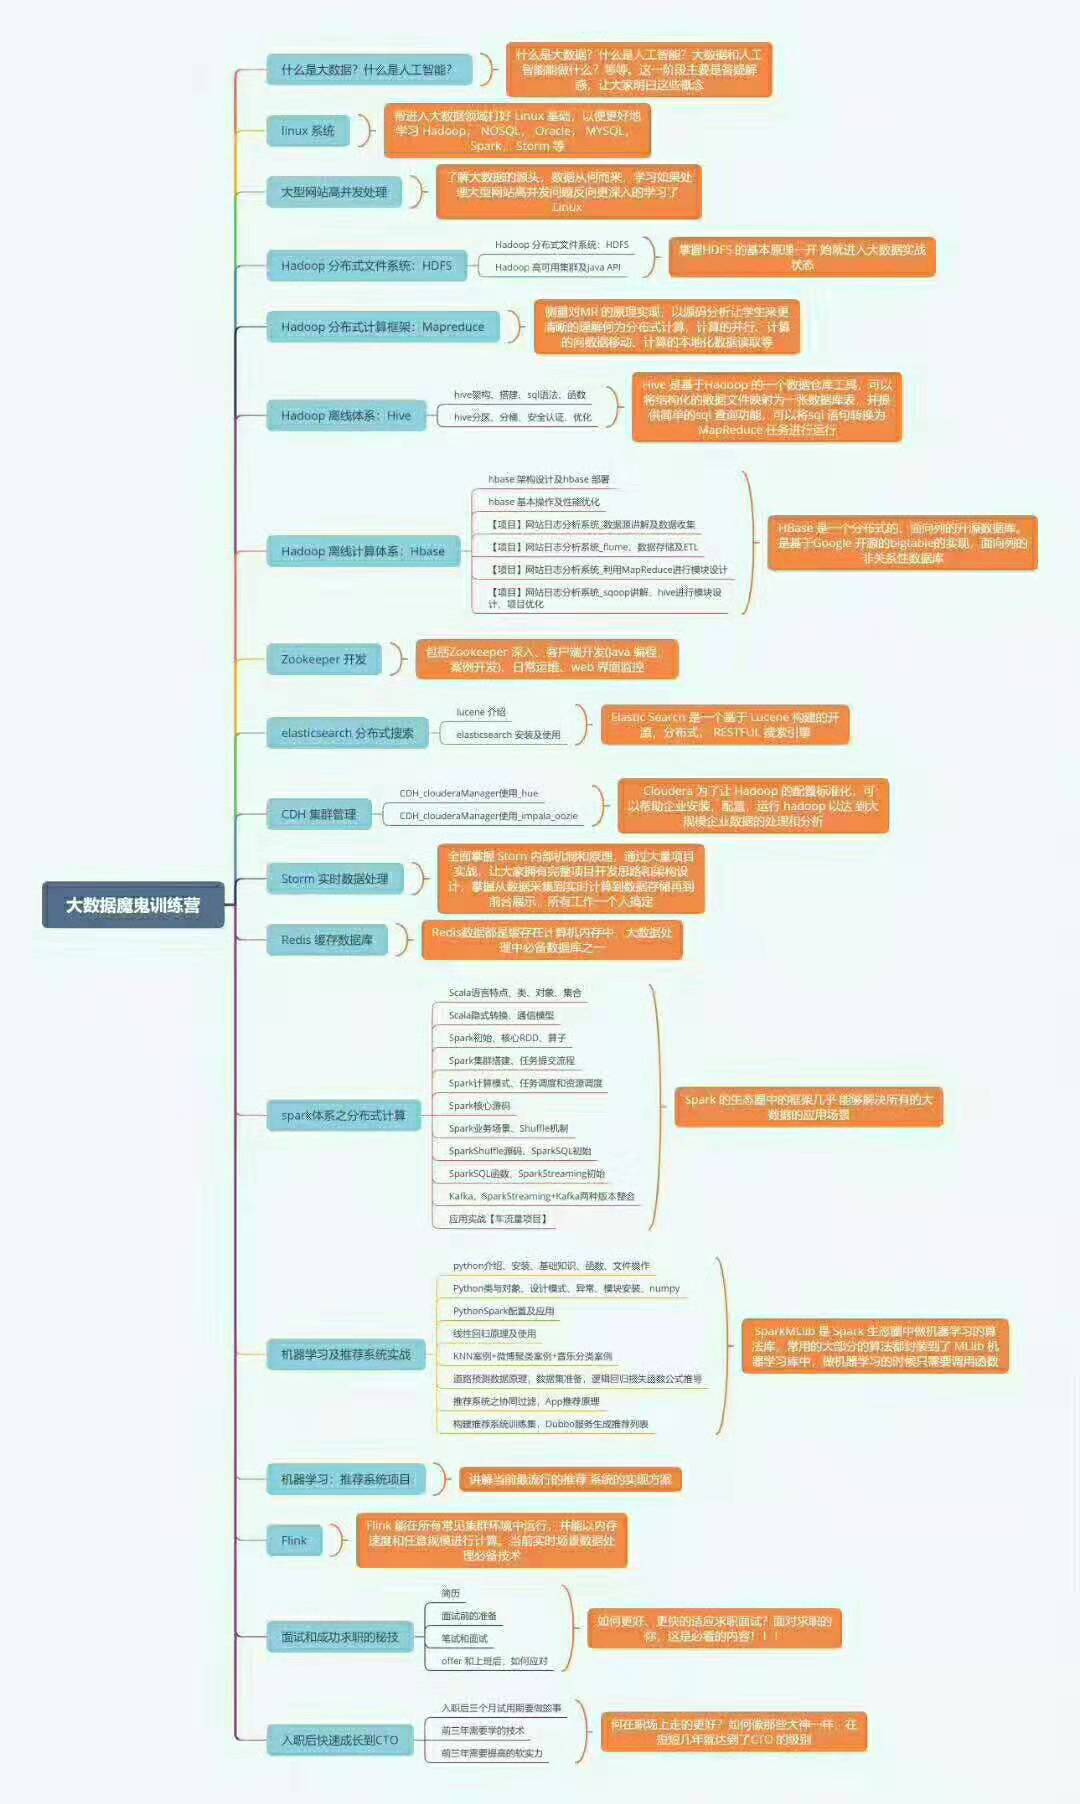 什么是大数据？什么是人工智能？
什么是大数据？什么是人工智能？大数据和人工
智能能做什么？等等，这一阶段主要是答疑解
惑，让大家明白这些概念
linux 系统
带进入大数据领域打好 Linux 基础，以便更好地
学习 Hadoop， NOSQL， Oracle， MYSQL，
Spark， Storm 等
大型网站高并发处理
了解大数据的源头，数据从何而来，学习如果处
理大型网站高并发问题反向更深入的学习了
Linux
Hadoop 分布式文件系统：HDFS
Hadoop 分布式文件系统：HDFS
Hadoop 高可用集群及java API
掌握HDFS 的基本原理一开 始就进入大数据实战
状态
Hadoop 分布式计算框架：Mapreduce
侧重对MR 的原理实现，以源码分析让学生来更
清晰的理解何为分布式计算，计算的并行、计算
的向数据移动、计算的本地化数据读取等
Hadoop 离线体系：Hive
hive架构、搭建、sql语法、函数
hive分区、分桶、安全认证、优化
Hive 是基于Hadoop 的一个数据仓库工具，可以
将结构化的数据文件映射为一张数据库表，并提
供简单的sql 查询功能，可以将sql 语句转换为
MapReduce 任务进行运行
Hadoop 离线计算体系：Hbase
hbase 架构设计及hbase 部署
hbase 基本操作及性能优化
【项目】网站日志分析系统_数据源讲解及数据收集
【项目】网站日志分析系统_flume、数据存储及ETL
【项目】网站日志分析系统_利用MapReduce进行模块设计
【项目】网站日志分析系统_sqoop讲解、hive进行模块设
计、项目优化
HBase 是一个分布式的、面向列的开源数据库。
是基于Google 开源的bigtable的实现，面向列的
非关系性数据库
Zookeeper 开发
包括Zookeeper 深入、客户端开发(Java 编程，
案例开发)、日常运维、web 界面监控
elasticsearch 分布式搜索
lucene 介绍
elasticsearch 安装及使用
Elastic Search 是一个基于 Lucene 构建的开
源，分布式， RESTFUL 搜索引擎
CDH 集群管理
CDH_clouderaManager使用_hue
CDH_clouderaManager使用_impala_oozie
Cloudera 为了让 Hadoop 的配置标准化，可
以帮助企业安装，配置，运行 hadoop 以达 到大
规模企业数据的处理和分析
Storm 实时数据处理
全面掌握 Storm 内部机制和原理，通过大量项目
实战，让大家拥有完整项目开发思路和架构设
计，掌握从数据采集到实时计算到数据存储再到
前台展示，所有工作一个人搞定
大数据魔鬼训练营
Redis 缓存数据库
Redis数据都是缓存在计算机内存中，大数据处
理中必备数据库之一
spark体系之分布式计算
Scala语言特点、类、对象、集合
Scala隐式转换、通信模型
Spark初始、核心RDD、算子
Spark集群搭建、任务提交流程
Spark计算模式、任务调度和资源调度
Spark核心源码
Spark业务场景、Shuffle机制
SparkShuffle源码、SparkSQL初始
SparkSQL函数、SparkStreaming初始
Kafka、SparkStreaming+Kafka两种版本整合
应用实战【车流量项目】
Spark 的生态圈中的框架几乎 能够解决所有的大
数据的应用场景
机器学习及推荐系统实战
python介绍、安装、基础知识、函数、文件操作
Python类与对象、设计模式、异常、模块安装、numpy
PythonSpark配置及应用
线性回归原理及使用
KNN案例+微博聚类案例+音乐分类案例
道路预测数据原理，数据集准备，逻辑回归损失函数公式推导
推荐系统之协同过滤，App推荐原理
构建推荐系统训练集，Dubbo服务生成推荐列表
SparkMLlib 是 Spark 生态圈中做机器学习的算
法库，常用的大部分的算法都封装到了 MLlib 机
器学习库中，做机器学习的时候只需要调用函数
机器学习：推荐系统项目
讲解当前最流行的推荐 系统的实现方案
Flink
Flink 能在所有常见集群环境中运行，并能以内存
速度和任意规模进行计算。当前实时场景数据处
理必备技术
面试和成功求职的秘技
简历
面试前的准备
笔试和面试
offer 和上班后，如何应对
如何更好、更快的适应求职面试？面对求职的
你，这是必看的内容！！！
入职后快速成长到CTO
入职后三个月试用期要做的事
前三年需要学的技术
前三年需要提高的软实力
何在职场上走的更好？如何像那些大神一样，在
短短几年就达到了CTO 的级别